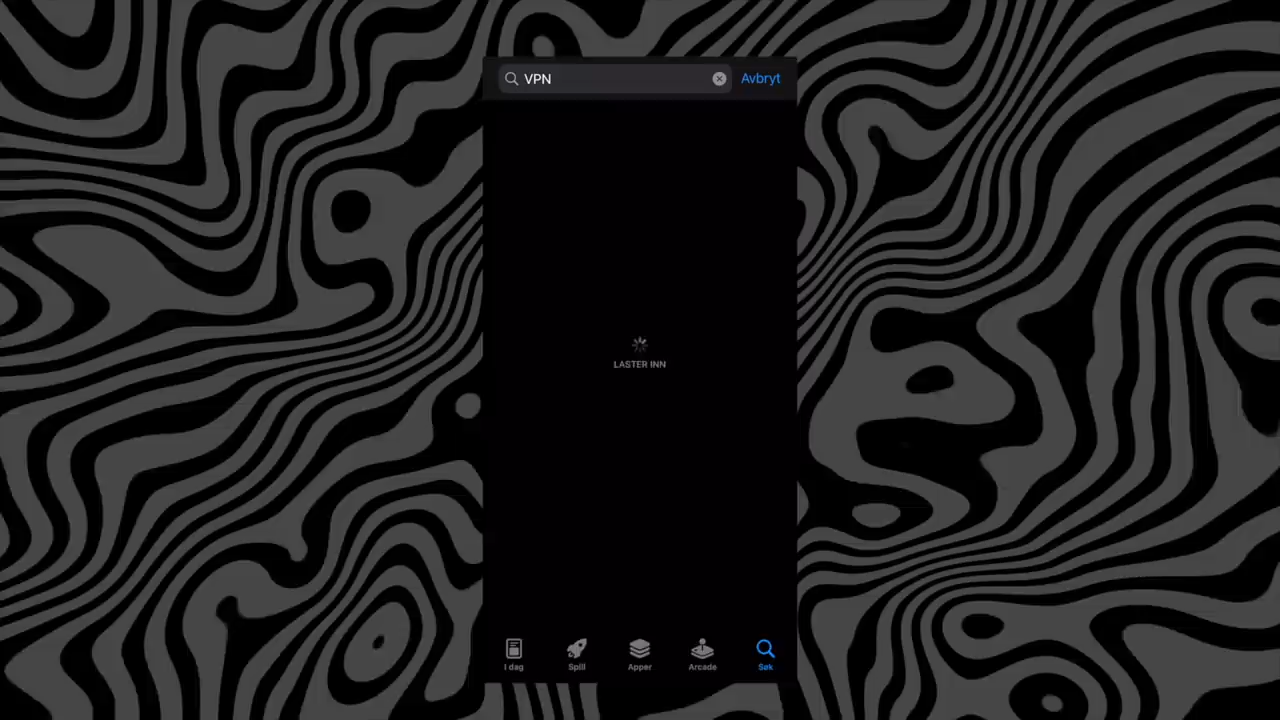 VPN
Avbryt
LASTER INN
I dag
Spill
Apper
Arcade
Søk